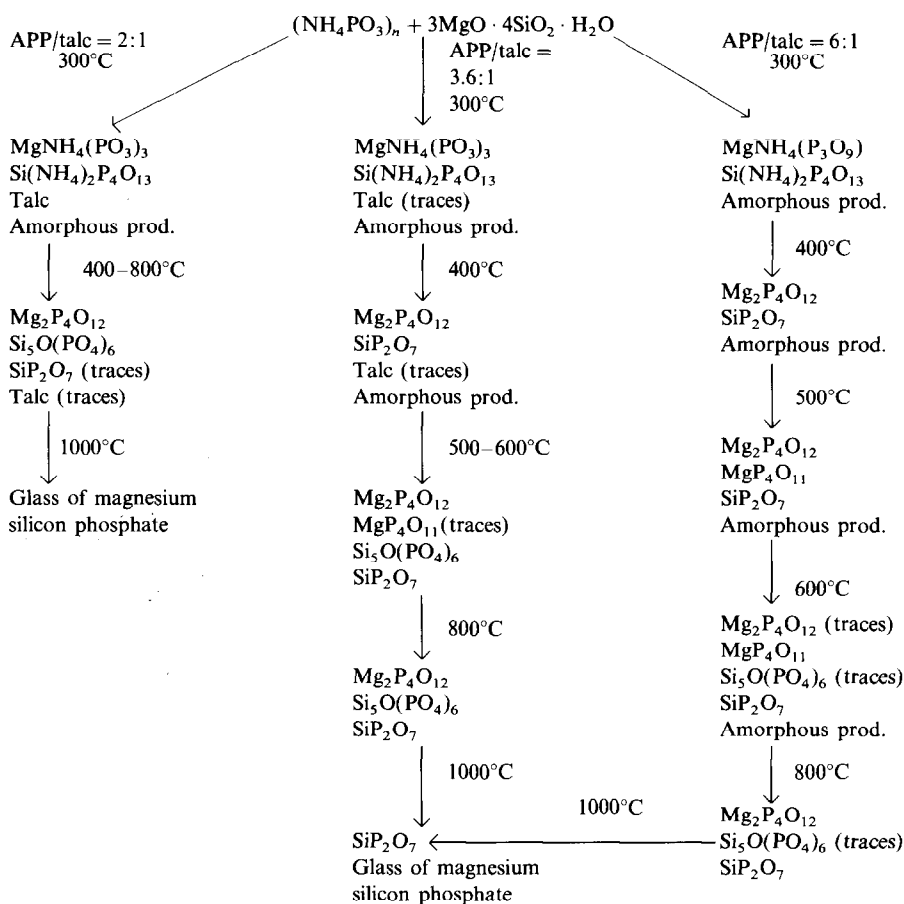 (NH₄PO₃)ₙ + 3MgO · 4SiO₂ · H₂O
APP/talc = 2:1
300°C
APP/talc =
3.6:1
300°C
APP/talc = 6:1
300°C
MgNH₄(PO₃)₃
Si(NH₄)₂P₄O₁₃
Talc
Amorphous prod.
400–800°C
Mg₂P₄O₁₂
Si₅O(PO₄)₆
SiP₂O₇ (traces)
Talc (traces)
1000°C
Glass of magnesium
silicon phosphate
MgNH₄(PO₃)₃
Si(NH₄)₂P₄O₁₃
Talc (traces)
Amorphous prod.
400°C
Mg₂P₄O₁₂
SiP₂O₇
Talc (traces)
Amorphous prod.
500–600°C
Mg₂P₄O₁₂
MgP₄O₁₁(traces)
Si₅O(PO₄)₆
SiP₂O₇
800°C
Mg₂P₄O₁₂
Si₅O(PO₄)₆
SiP₂O₇
1000°C
SiP₂O₇
Glass of magnesium
silicon phosphate
MgNH₄(P₃O₉)
Si(NH₄)₂P₄O₁₃
Amorphous prod.
400°C
Mg₂P₄O₁₂
SiP₂O₇
Amorphous prod.
500°C
Mg₂P₄O₁₂
MgP₄O₁₁
SiP₂O₇
Amorphous prod.
600°C
Mg₂P₄O₁₂ (traces)
MgP₄O₁₁
Si₅O(PO₄)₆ (traces)
SiP₂O₇
Amorphous prod.
800°C
Mg₂P₄O₁₂
Si₅O(PO₄)₆ (traces)
SiP₂O₇
1000°C